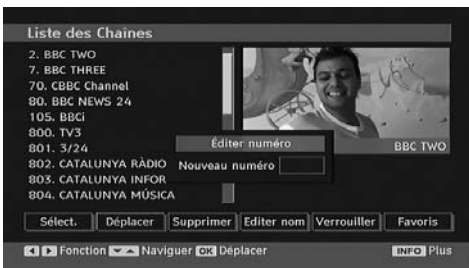 Liste des Chaînes
2. BBC TWO
7. BBC THREE
70. CBBC Channel
80. BBC NEWS 24
105. BBCi
800. TV3
801. 3/24
802. CATALUNYA RÀDIO
803. CATALUNYA INFOR
804. CATALUNYA MÚSICA
Éditer numéro
Nouveau numéro
BBC TWO
Sélect. Déplacer Supprimer Editer nom Verrouiller Favoris
Fonction Naviguer OK Déplacer INFO Plus